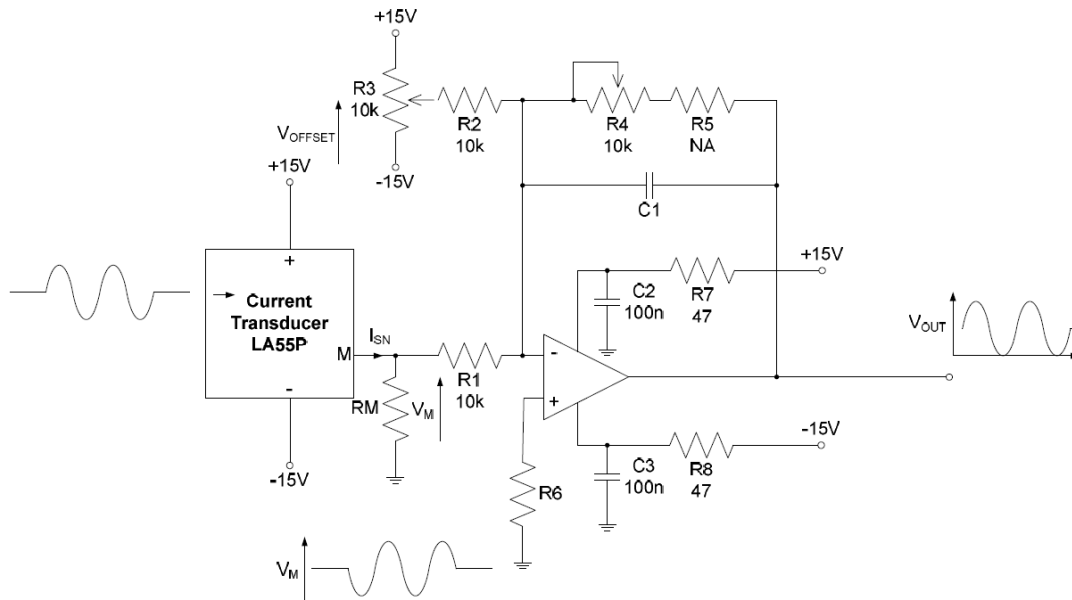 +15V
R3
10k
R2
10k
R4
10k
R5
NA
VOFFSET
-15V
+15V
C1
+
Current
Transducer
LA55P
M
-
ISN
RM
VM
R1
10k
-15V
C2
100n
R7
47
+15V
-
+
VOUT
C3
100n
R8
47
-15V
R6
VM